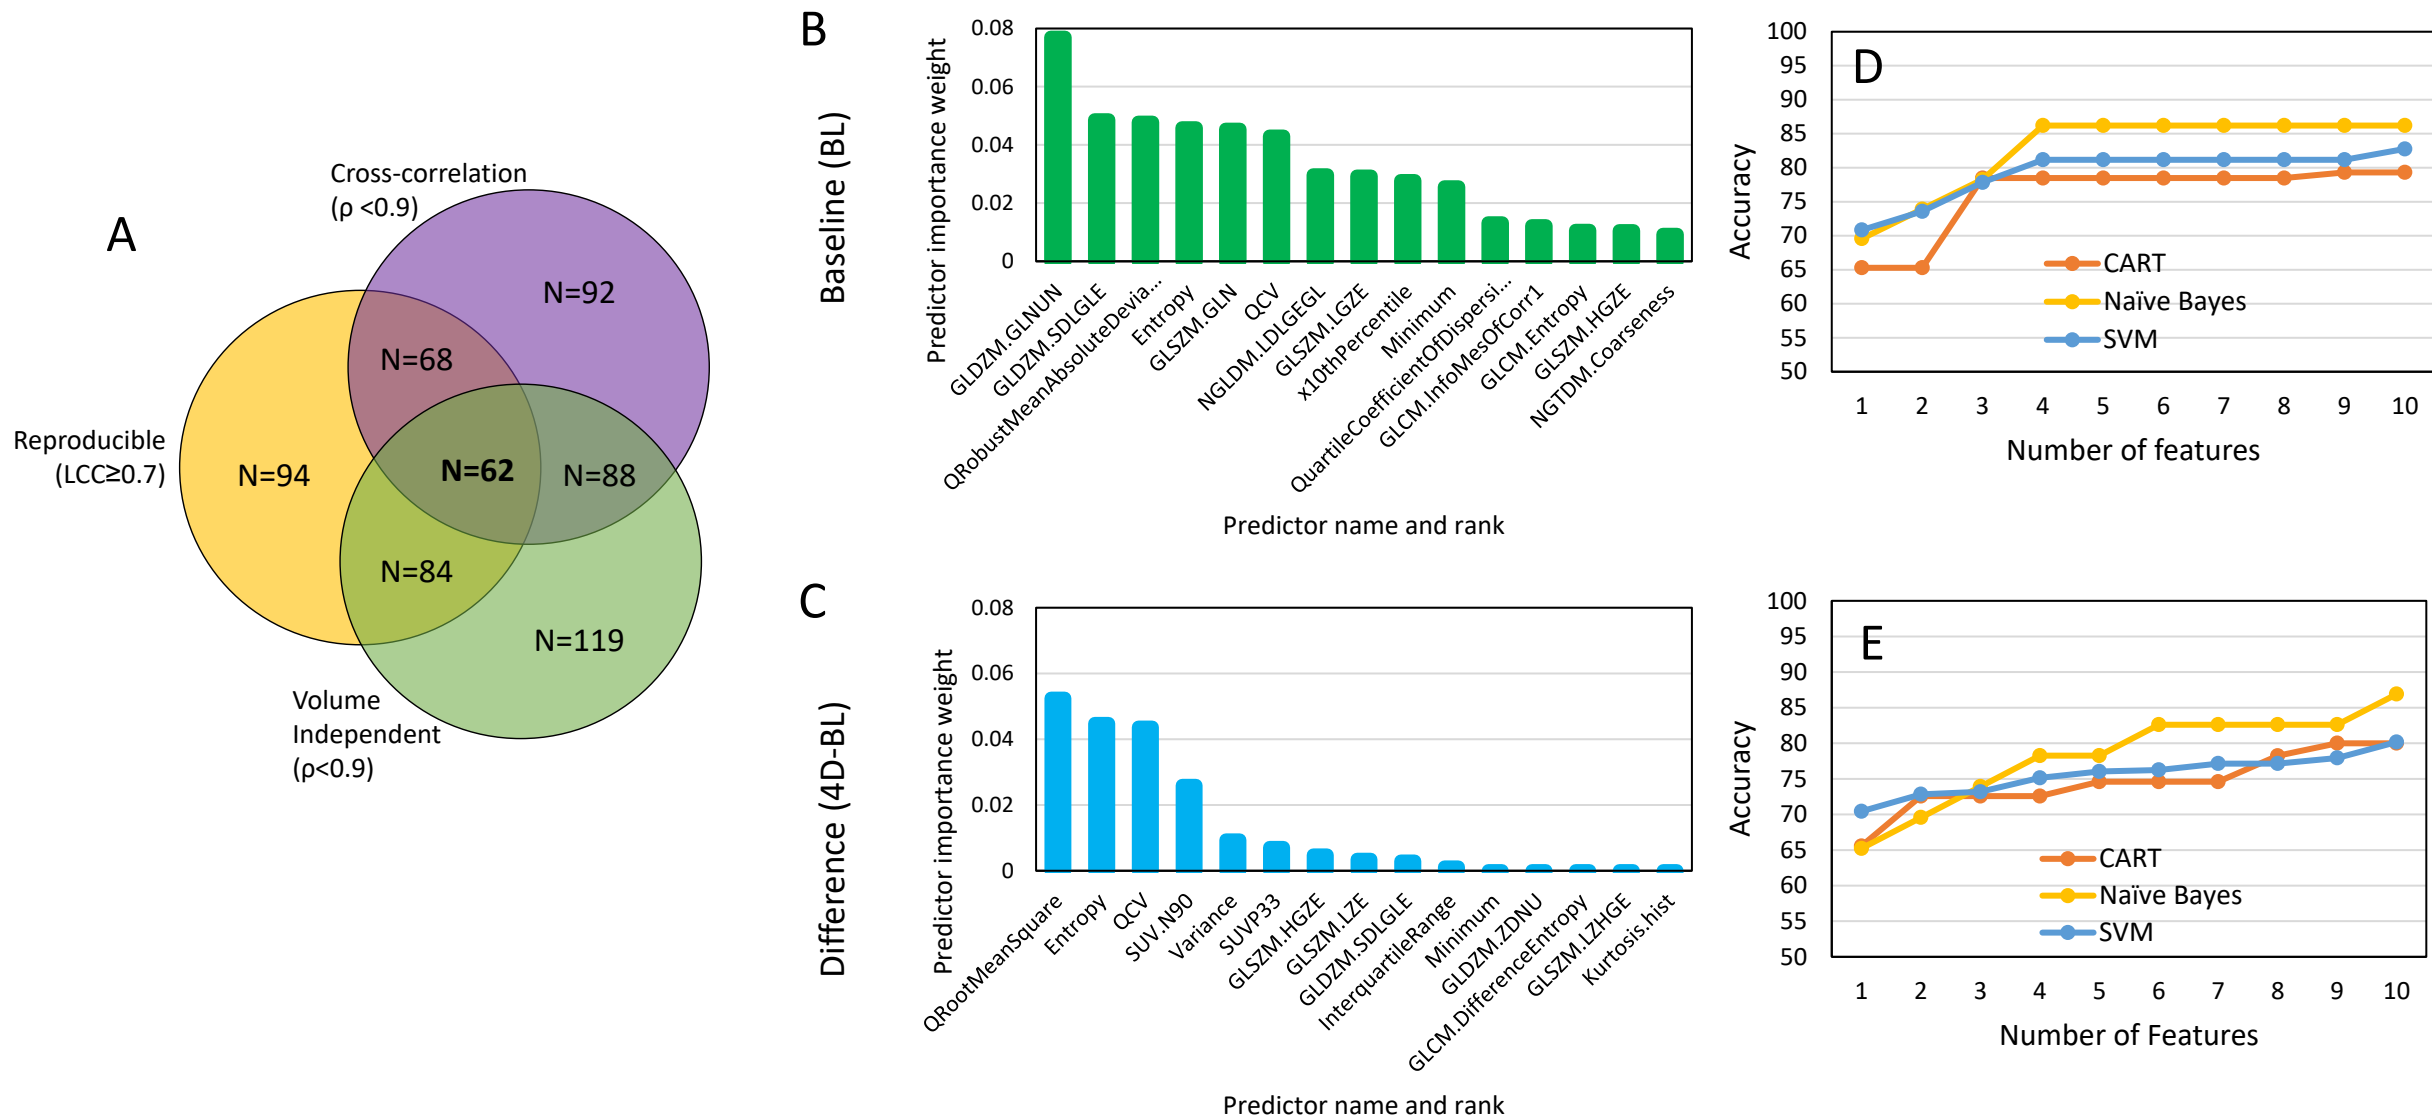 A
Cross-correlation
(ρ <0.9)
N=92
N=68
Reproducible
(LCC≥0.7)
N=94
N=62
N=88
N=84
N=119
Volume
Independent
(ρ<0.9)
B
Baseline (BL)
Predictor importance weight
0.08
0.06
0.04
0.02
0
GLDZM.GLNUN
GLDZM.SDLGLE
QRobustMeanAbsoluteDevia...
Entropy
GLSZM.GLN
QCV
NGLDM.LDLGEGL
GLSZM.LGZE
x10thPercentile
Minimum
QuartileCoefficientOfDispersi...
GLCM.InfoMesOfCorr1
GLCM.Entropy
GLSZM.HGZE
NGTDM.Coarseness
Predictor name and rank
C
Difference (4D-BL)
Predictor importance weight
0.08
0.06
0.04
0.02
0
QRootMeanSquare
Entropy
QCV
SUV.N90
Variance
SUVP33
GLSZM.HGZE
GLSZM.LZE
GLDZM.SDLGLE
InterquartileRange
Minimum
GLDZM.ZDNU
GLCM.DifferenceEntropy
GLSZM.LZHGE
Kurtosis.hist
Predictor name and rank
D
Accuracy
100
95
90
85
80
75
70
65
60
55
50
CART
Naïve Bayes
SVM
1 2 3 4 5 6 7 8 9 10
Number of features
E
Accuracy
100
95
90
85
80
75
70
65
60
55
50
CART
Naïve Bayes
SVM
1 2 3 4 5 6 7 8 9 10
Number of Features